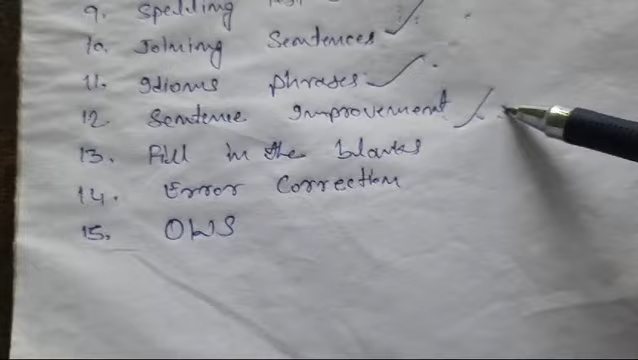 9. Spelling Test
10. Joining Sentences
11. Idioms phrases
12. Sentence Improvement
13. Fill in the blanks
14. Error Correction
15. OWS